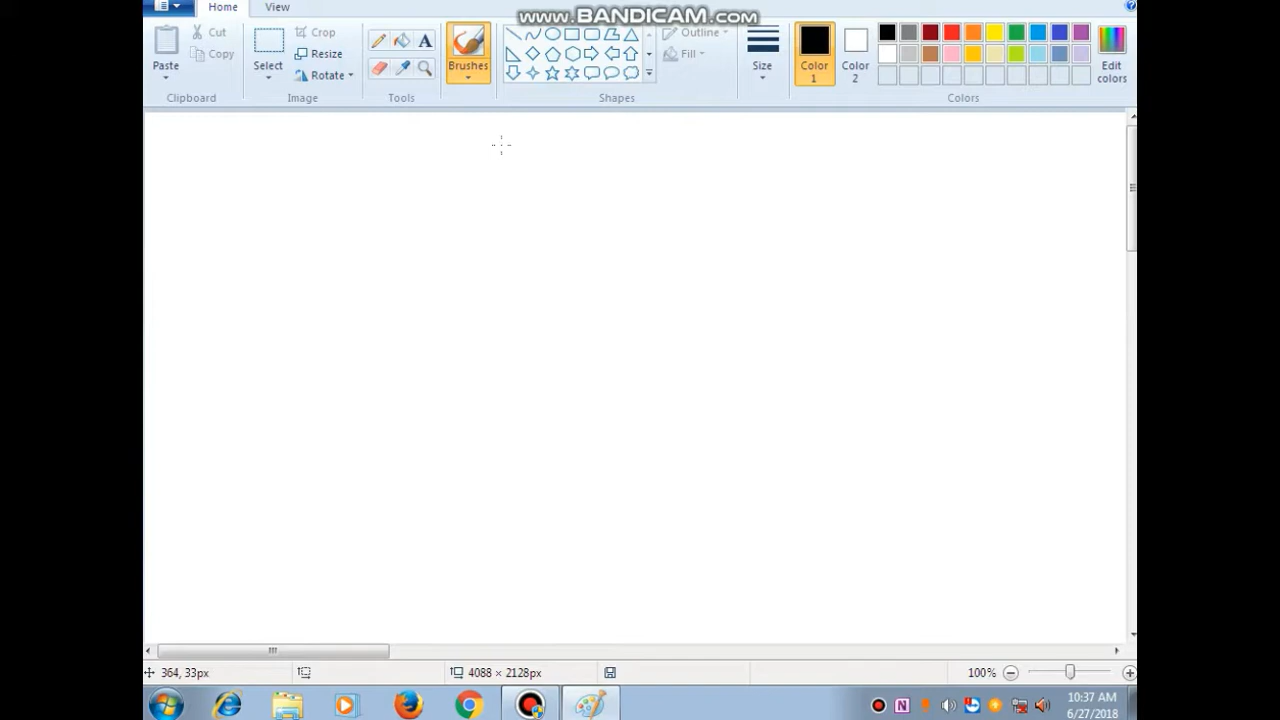 Home View
www.BANDICAM.com
Paste
Cut
Copy
Clipboard
Select
Crop
Resize
Rotate
Image
A
Tools
Brushes
Outline
Fill
Shapes
Size
Color 1
Color 2
Edit colors
Colors
364, 33px
4088 × 2128px
100%
N
10:37 AM
6/27/2018